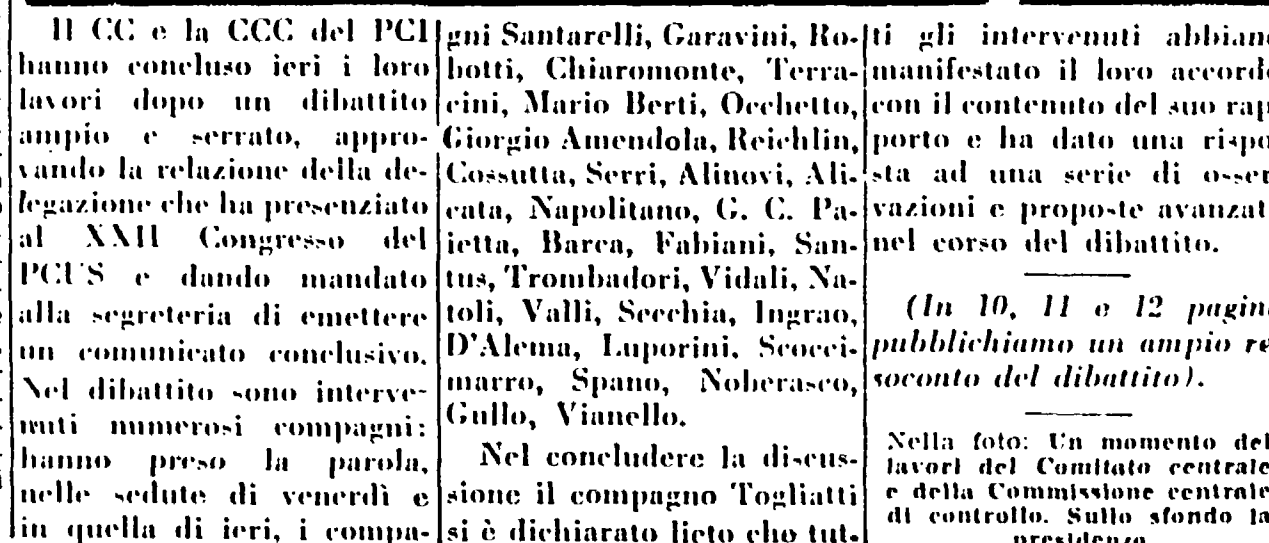 Il CC e la CCC del PCI
hanno concluso ieri i loro
lavori dopo un dibattito
ampio e serrato, appro-
vando la relazione della de-
legazione che ha presenziato
al XXII Congresso del
PCUS e dando mandato
alla segreteria di emettere
un comunicato conclusivo.
Nel dibattito sono interve-
nuti numerosi compagni:
hanno preso la parola,
nelle sedute di venerdì e
in quella di ieri, i compa-
gni Santarelli, Garavini, Ro-
botti, Chiaromonte, Terra-
cini, Mario Berti, Occhetto,
Giorgio Amendola, Reichlin,
Cossutta, Serri, Alinovi, Ali-
cata, Napolitano, G. C. Pa-
jetta, Barca, Fabiani, San-
tus, Trombadori, Vidali, Na-
toli, Valli, Secchia, Ingrao,
D'Alema, Luporini, Scocci-
marro, Spano, Noberasco,
Gullo, Vianello.
Nel concludere la discus-
sione il compagno Togliatti
si è dichiarato lieto che tut-
ti gli intervenuti abbian
manifestato il loro accord
con il contenuto del suo rap
porto e ha dato una rispo
sta ad una serie di osser
vazioni e proposte avanzat
nel corso del dibattito.
(In 10, 11 e 12 pagin
pubblichiamo un ampio re
soconto del dibattito).
Nella foto: Un momento dei
lavori del Comitato centrale
e della Commissione centrale
di controllo. Sullo sfondo la
presidenza